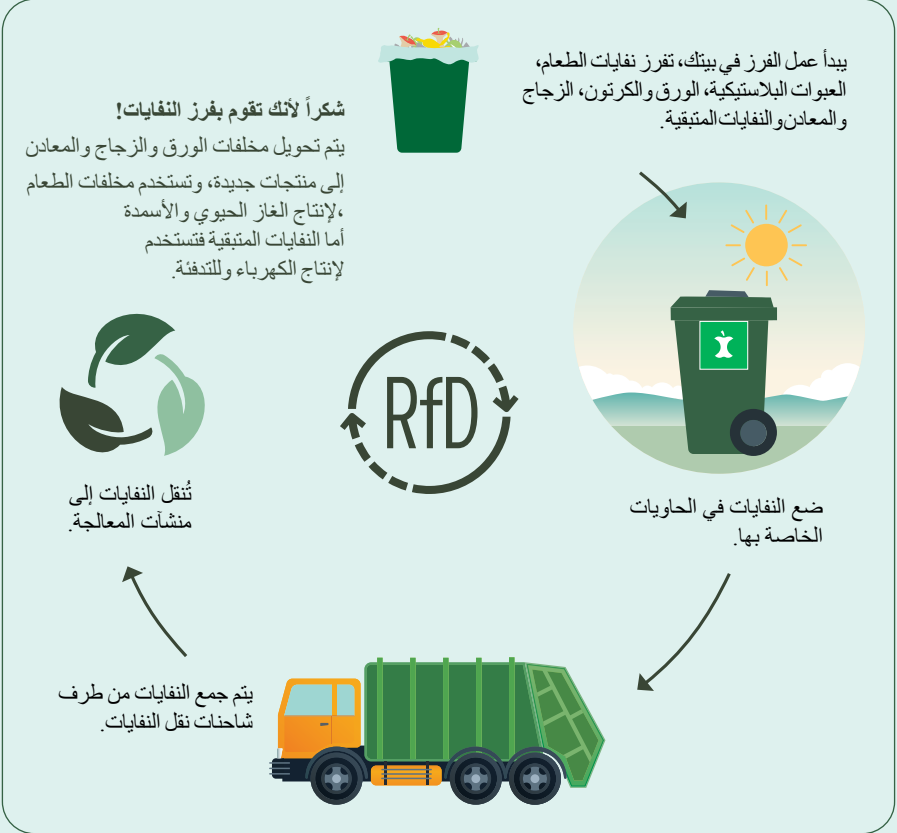 يبدأ عمل الفرز في بيتك، تفرز نفايات الطعام،
العبوات البلاستيكية، الورق والكرتون، الزجاج
والمعادن والنفايات المتبقية.
ضع النفايات في الحاويات
الخاصة بها.
يتم جمع النفايات من طرف
شاحنات نقل النفايات.
تُنقل النفايات إلى
منشآت المعالجة.
شكراً لأنك تقوم بفرز النفايات!
يتم تحويل مخلفات الورق والزجاج والمعادن
إلى منتجات جديدة، وتستخدم مخلفات الطعام
،لإنتاج الغاز الحيوي والأسمدة
أما النفايات المتبقية فتستخدم
لإنتاج الكهرباء وللتدفئة.
RfD